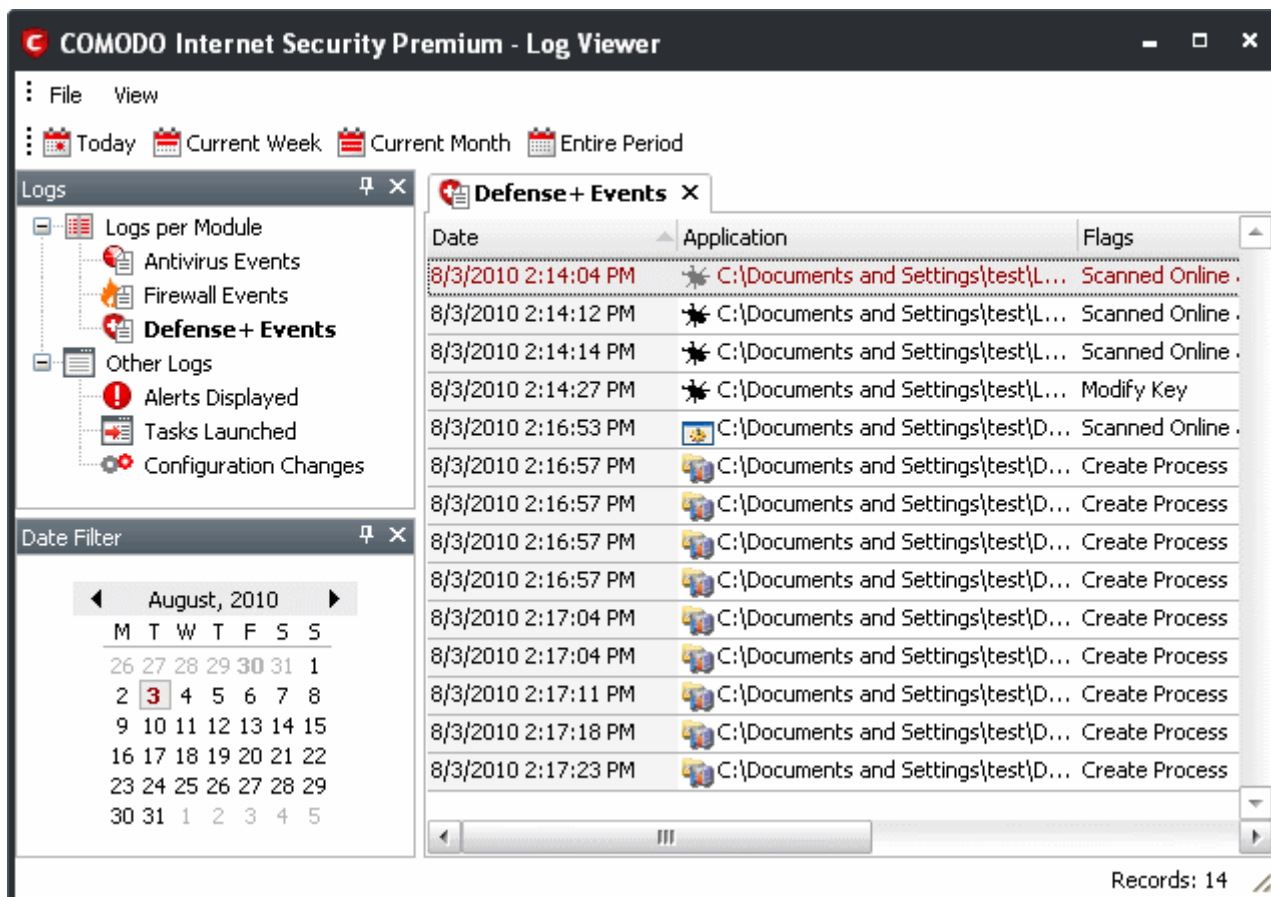 COMODO Internet Security Premium - Log Viewer
File View
Today Current Week Current Month Entire Period
Logs
Logs per Module
Antivirus Events
Firewall Events
Defense+ Events
Other Logs
Alerts Displayed
Tasks Launched
Configuration Changes
Date Filter
August, 2010
M T W T F S S
26 27 28 29 30 31 1
2 3 4 5 6 7 8
9 10 11 12 13 14 15
16 17 18 19 20 21 22
23 24 25 26 27 28 29
30 31 1 2 3 4 5
Defense+ Events
Date Application Flags
8/3/2010 2:14:04 PM C:\Documents and Settings\test\L... Scanned Online
8/3/2010 2:14:12 PM C:\Documents and Settings\test\L... Scanned Online
8/3/2010 2:14:14 PM C:\Documents and Settings\test\L... Scanned Online
8/3/2010 2:14:27 PM C:\Documents and Settings\test\L... Modify Key
8/3/2010 2:16:53 PM C:\Documents and Settings\test\D... Scanned Online
8/3/2010 2:16:57 PM C:\Documents and Settings\test\D... Create Process
8/3/2010 2:16:57 PM C:\Documents and Settings\test\D... Create Process
8/3/2010 2:16:57 PM C:\Documents and Settings\test\D... Create Process
8/3/2010 2:16:57 PM C:\Documents and Settings\test\D... Create Process
8/3/2010 2:17:04 PM C:\Documents and Settings\test\D... Create Process
8/3/2010 2:17:04 PM C:\Documents and Settings\test\D... Create Process
8/3/2010 2:17:11 PM C:\Documents and Settings\test\D... Create Process
8/3/2010 2:17:18 PM C:\Documents and Settings\test\D... Create Process
8/3/2010 2:17:23 PM C:\Documents and Settings\test\D... Create Process
Records: 14